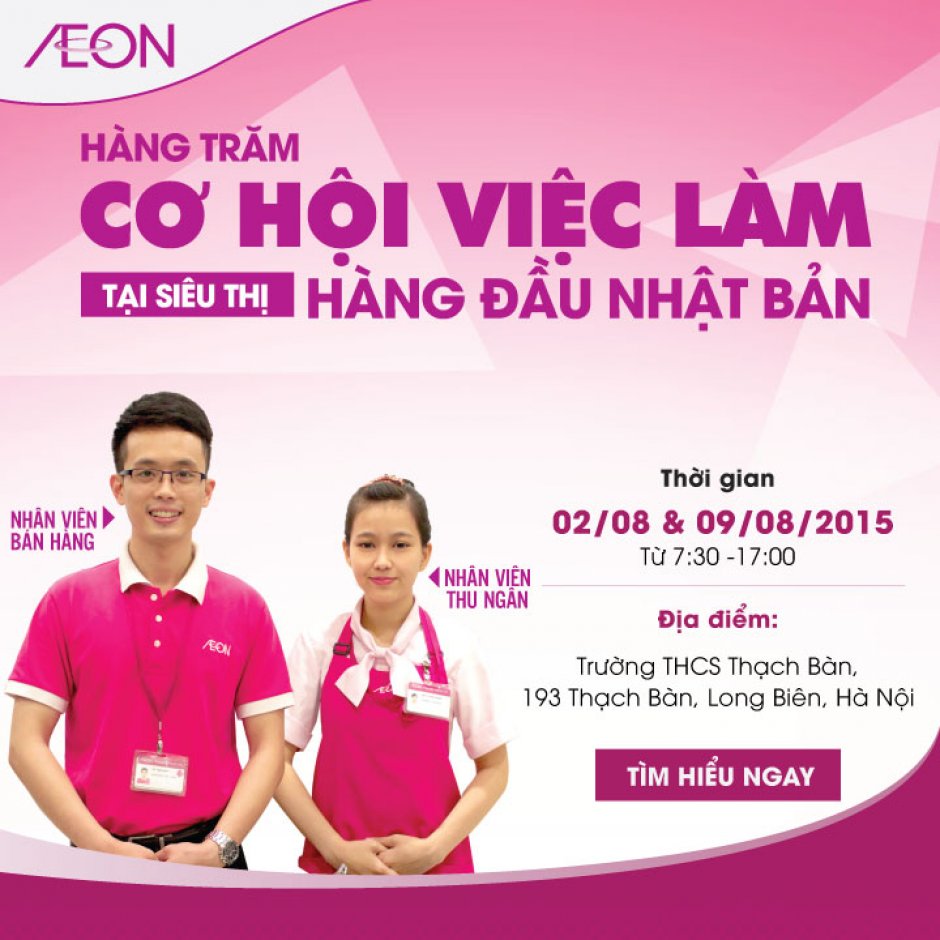 ÆON
HÀNG TRĂM
CƠ HỘI VIỆC LÀM
TẠI SIÊU THỊ HÀNG ĐẦU NHẬT BẢN
NHÂN VIÊN
BÁN HÀNG
NHÂN VIÊN
THU NGÂN
Thời gian
02/08 & 09/08/2015
Từ 7:30 -17:00
Địa điểm:
Trường THCS Thạch Bàn,
193 Thạch Bàn, Long Biên, Hà Nội
TÌM HIỂU NGAY
ÆON
ÆON